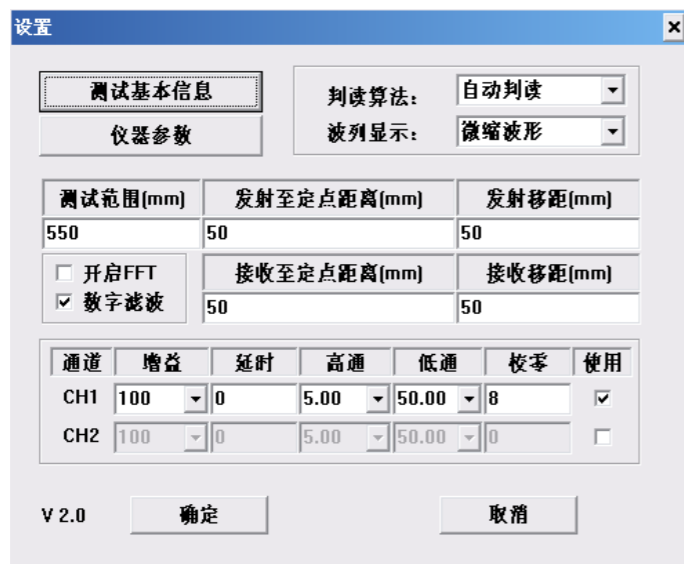 设置
测试基本信息
仪器参数
判读算法: 自动判读
波列显示: 微缩波形
测试范围(mm) 发射至定点距离(mm) 发射移距(mm)
550 50 50
开启FFT 接收至定点距离(mm) 接收移距(mm)
数字滤波 50 50
通道 增益 延时 高通 低通 校零 使用
CH1 100 0 5.00 50.00 8
CH2 100 0 5.00 50.00 0
V 2.0 确定 取消